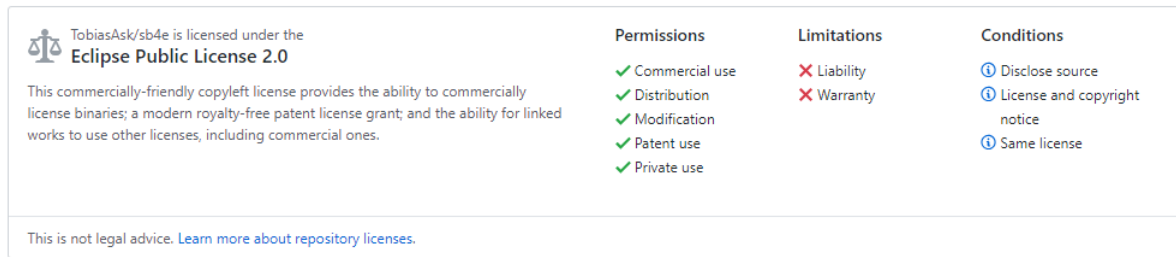 TobiasAsk/sb4e is licensed under the
Eclipse Public License 2.0
This commercially-friendly copyleft license provides the ability to commercially
license binaries; a modern royalty-free patent license grant; and the ability for linked
works to use other licenses, including commercial ones.
Permissions
Commercial use
Distribution
Modification
Patent use
Private use
Limitations
Liability
Warranty
Conditions
Disclose source
License and copyright
notice
Same license
This is not legal advice. Learn more about repository licenses.